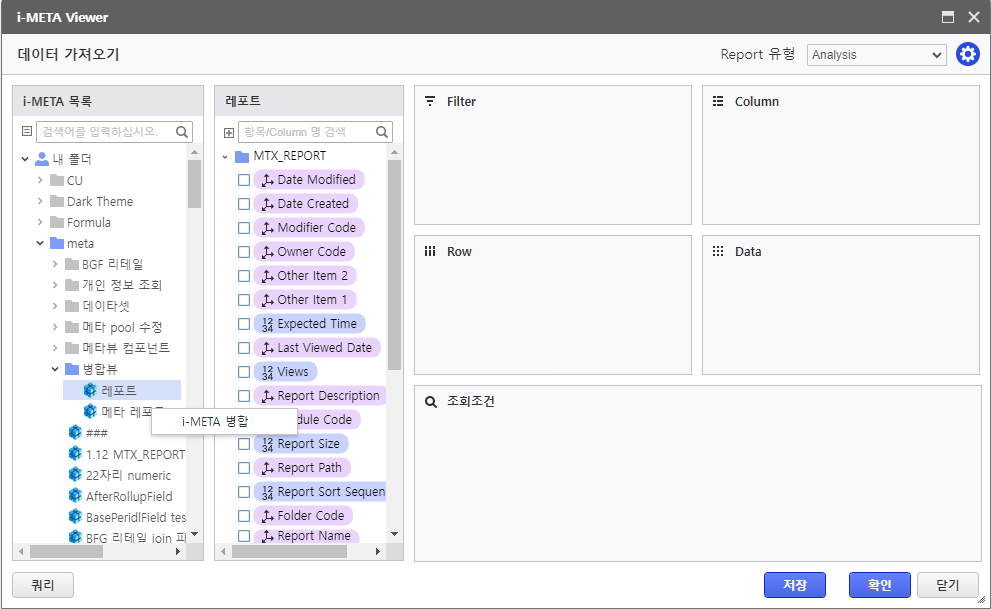 i-META Viewer
데이터 가져오기
Report 유형
Analysis
i-META 목록
검색어를 입력하십시오.
내 폴더
CU
Dark Theme
Formula
meta
BGF 리테일
개인 정보 조회
데이타셋
메타 pool 수정
메타뷰 컴포넌트
병합뷰
레포트
메타 레포트
i-META 병합
###
1.12 MTX_REPORT
22자리 numeric
AfterRollupField
BasePeridlField tes
BFG 리테일 join 파
레포트
항목/Column 명 검색
MTX_REPORT
Date Modified
Date Created
Modifier Code
Owner Code
Other Item 2
Other Item 1
Expected Time
Last Viewed Date
Views
Report Description
dule Code
Report Size
Report Path
Report Sort Sequen
Folder Code
Report Name
Filter
Column
Row
Data
조회조건
쿼리
저장
확인
닫기